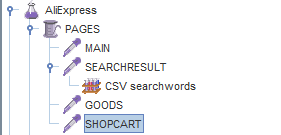 AliExpress
PAGES
MAIN
SEARCHRESULT
CSV searchwords
GOODS
SHOPCART